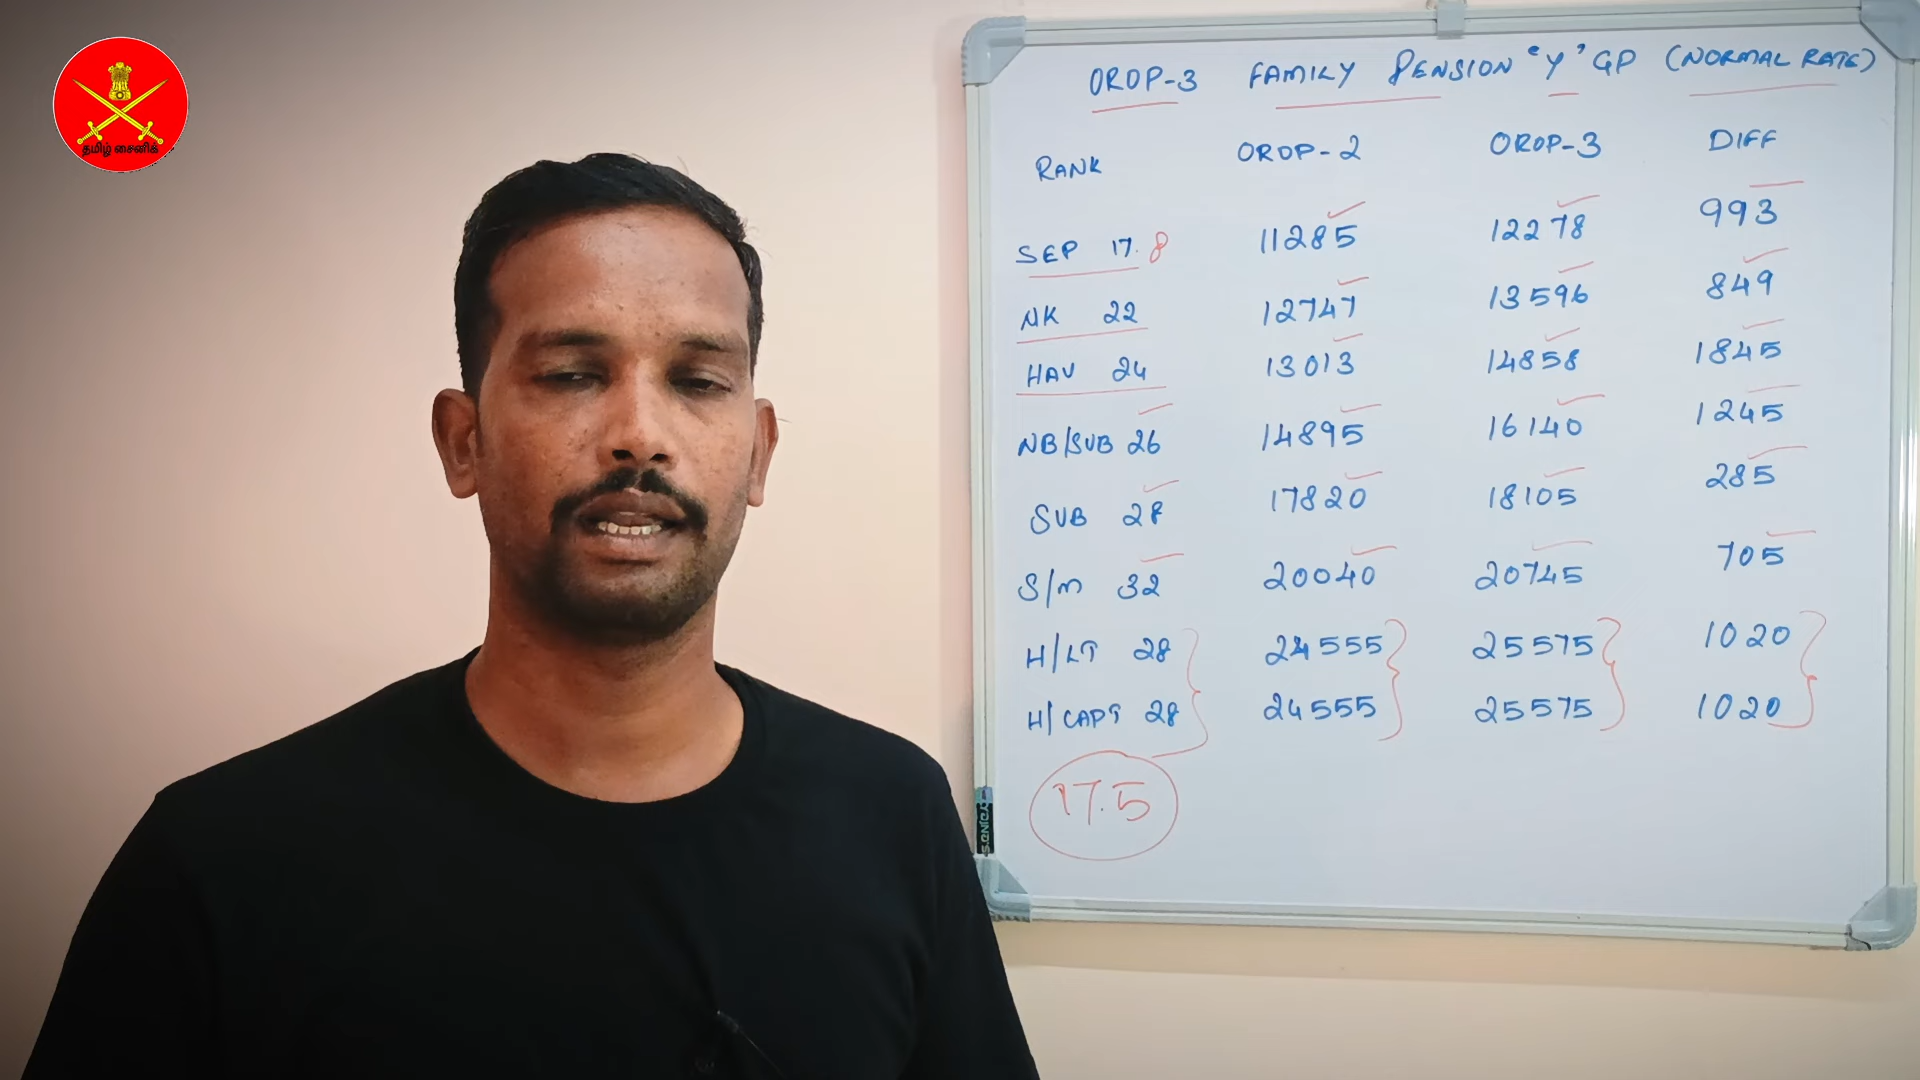 தமிழ் சைனிக்
OROP-3 FAMILY PENSION "Y" GP (NORMAL RATE)
RANK OROP-2 OROP-3 DIFF
SEP 17.8 11285 12278 993
NK 22 12747 13596 849
HAV 24 13013 14858 1845
NB/SUB 26 14895 16140 1245
SUB 28 17820 18105 285
S/M 32 20040 20745 705
H/LT 28 24555 25575 1020
H/CAPT 28 24555 25575 1020
17.5